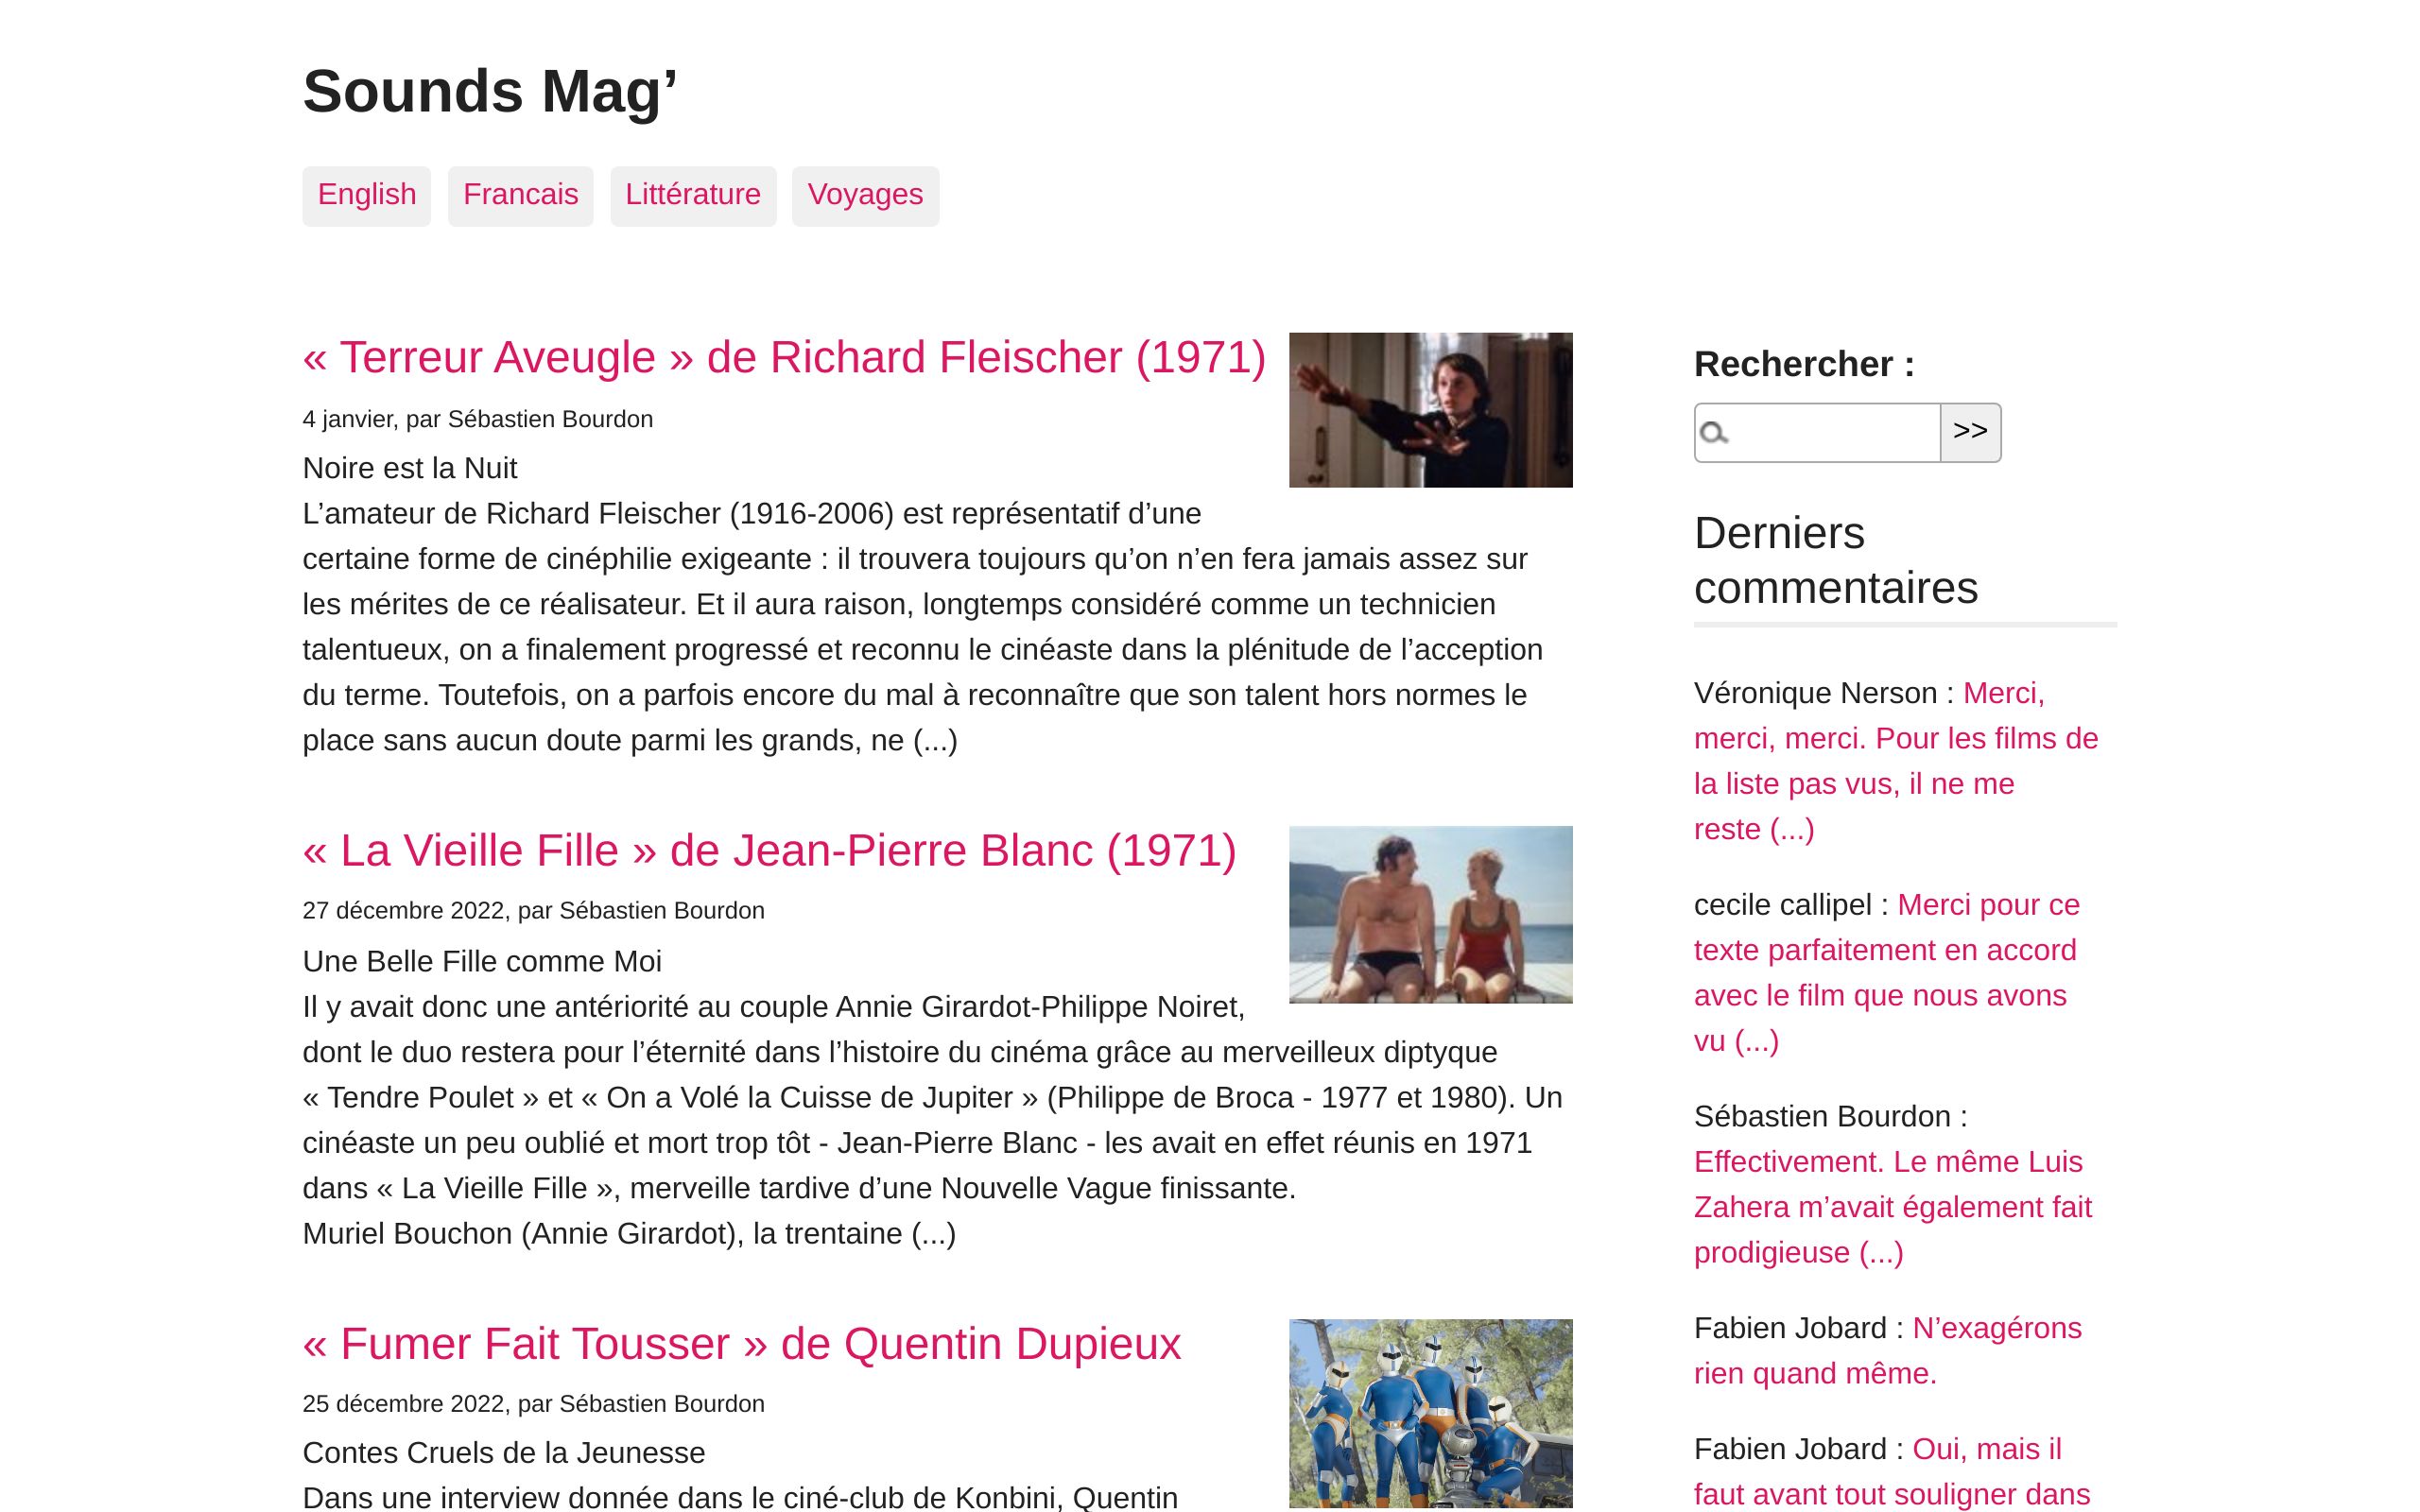 Sounds Mag’
English Francais Littérature Voyages
« Terreur Aveugle » de Richard Fleischer (1971)
4 janvier, par Sébastien Bourdon
Noire est la Nuit
L’amateur de Richard Fleischer (1916-2006) est représentatif d’une
certaine forme de cinéphilie exigeante : il trouvera toujours qu’on n’en fera jamais assez sur
les mérites de ce réalisateur. Et il aura raison, longtemps considéré comme un technicien
talentueux, on a finalement progressé et reconnu le cinéaste dans la plénitude de l’acception
du terme. Toutefois, on a parfois encore du mal à reconnaître que son talent hors normes le
place sans aucun doute parmi les grands, ne (...)
« La Vieille Fille » de Jean-Pierre Blanc (1971)
27 décembre 2022, par Sébastien Bourdon
Une Belle Fille comme Moi
Il y avait donc une antériorité au couple Annie Girardot-Philippe Noiret,
dont le duo restera pour l’éternité dans l’histoire du cinéma grâce au merveilleux diptyque
« Tendre Poulet » et « On a Volé la Cuisse de Jupiter » (Philippe de Broca - 1977 et 1980). Un
cinéaste un peu oublié et mort trop tôt - Jean-Pierre Blanc - les avait en effet réunis en 1971
dans « La Vieille Fille », merveille tardive d’une Nouvelle Vague finissante.
Muriel Bouchon (Annie Girardot), la trentaine (...)
« Fumer Fait Tousser » de Quentin Dupieux
25 décembre 2022, par Sébastien Bourdon
Contes Cruels de la Jeunesse
Dans une interview donnée dans le ciné-club de Konbini, Quentin
Rechercher :
>>
Derniers
commentaires
Véronique Nerson : Merci,
merci, merci. Pour les films de
la liste pas vus, il ne me
reste (...)
cecile callipel : Merci pour ce
texte parfaitement en accord
avec le film que nous avons
vu (...)
Sébastien Bourdon :
Effectivement. Le même Luis
Zahera m’avait également fait
prodigieuse (...)
Fabien Jobard : N’exagérons
rien quand même.
Fabien Jobard : Oui, mais il
faut avant tout souligner dans